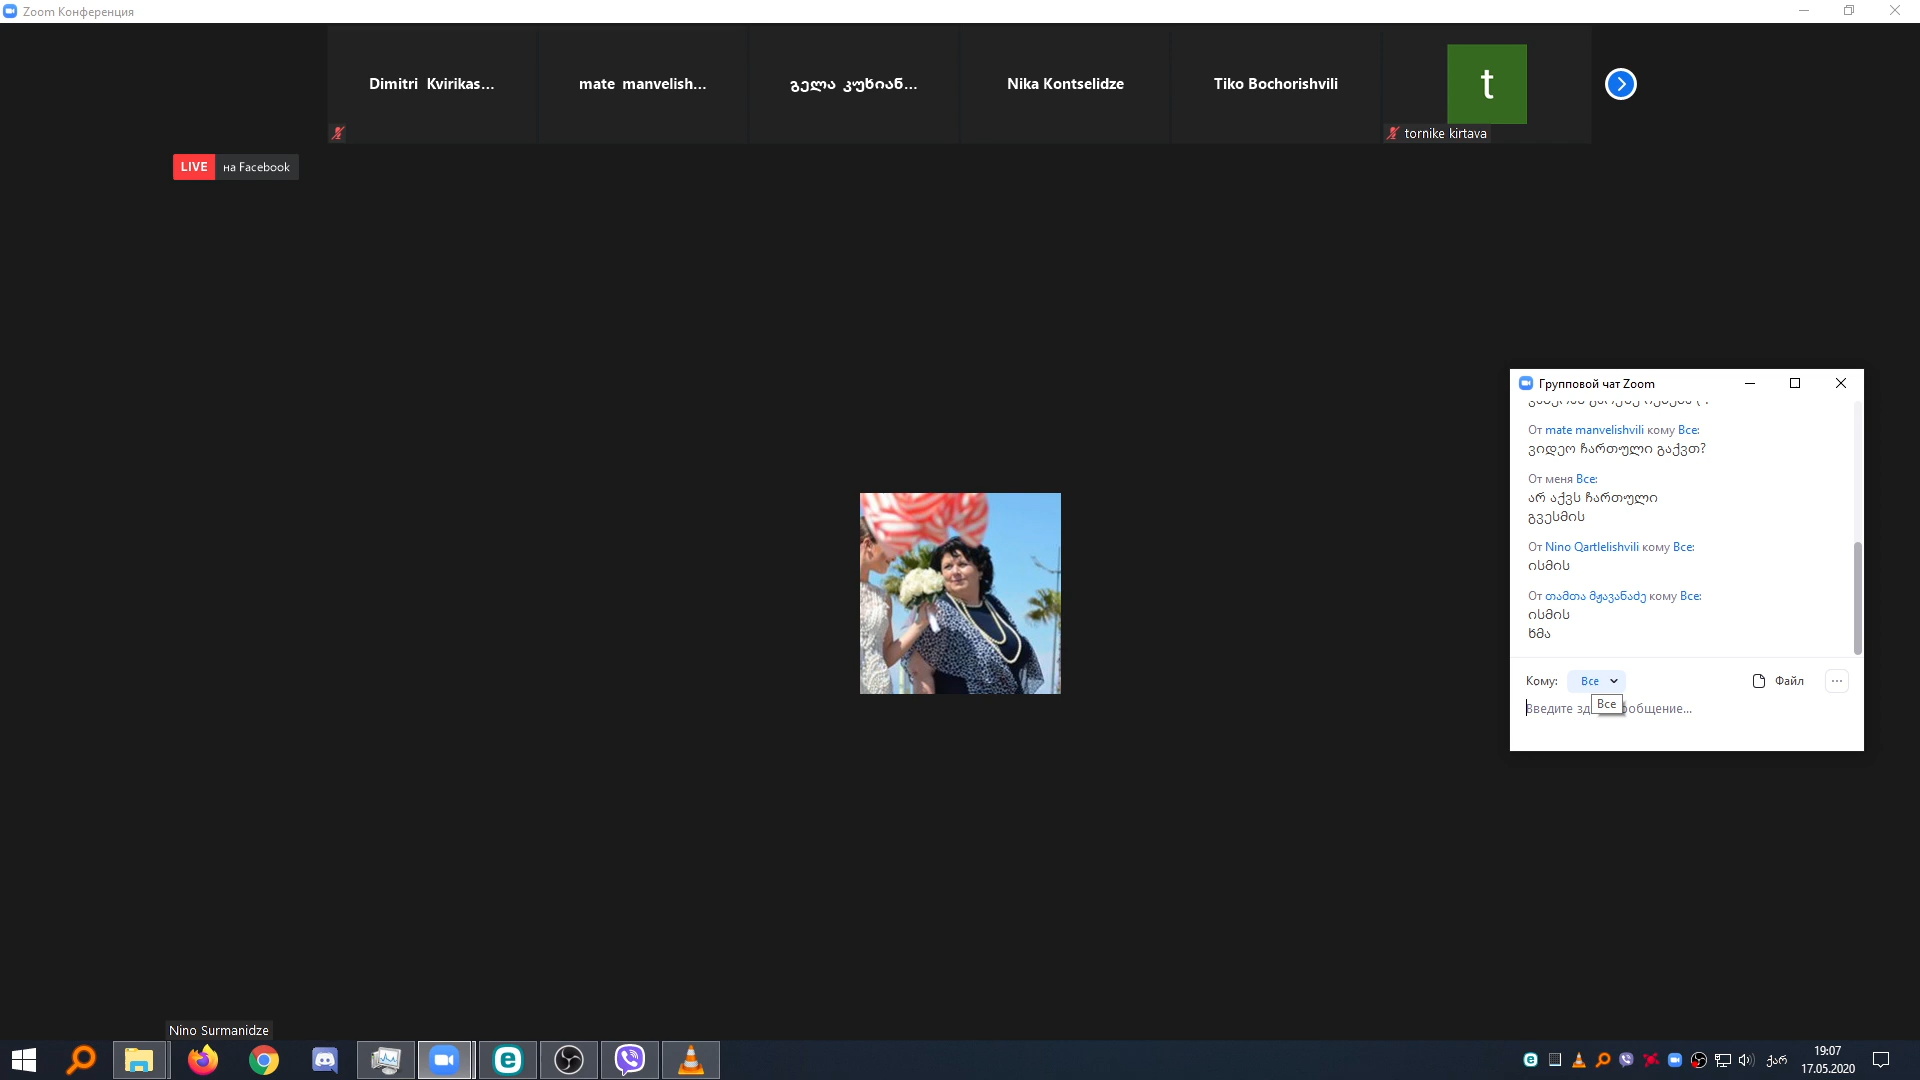 Zoom Конференция
Dimitri Kvirikas...
mate manvelish...
გელა კუხიან...
Nika Kontselidze
Tiko Bochorishvili
t
tornike kirtava
LIVE на Facebook
Групповой чат Zoom
От mate manvelishvili кому Все:
ვიდეო ჩართული გაქვთ?
От меня Все:
არ აქვს ჩართული
გვესმის
От Nino Qartlelishvili кому Все:
ისმის
От თამთა მჟავანაძე кому Все:
ისმის
ხმა
Кому: Все Файл ...
Все
Введите
Nino Surmanidze
ქარ
19:07
17.05.2020